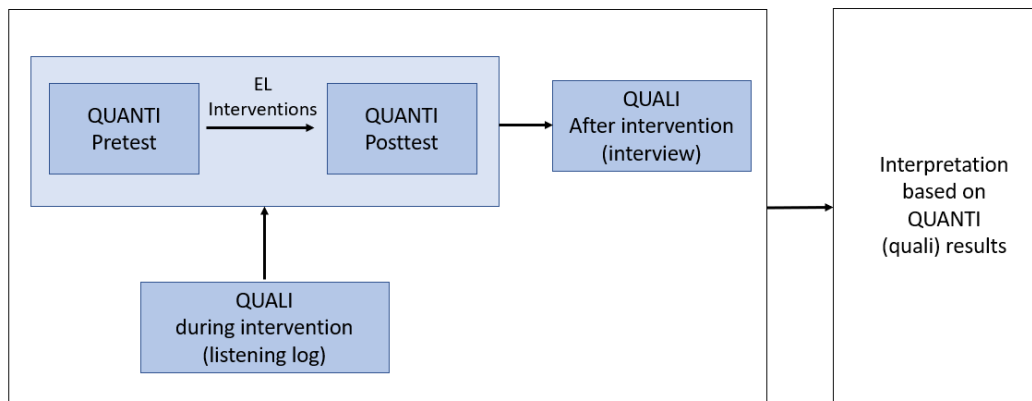 QUANTI
Pretest
EL
Interventions
QUANTI
Posttest
QUALI
After intervention
(interview)
QUALI
during intervention
(listening log)
Interpretation
based on
QUANTI
(quali) results